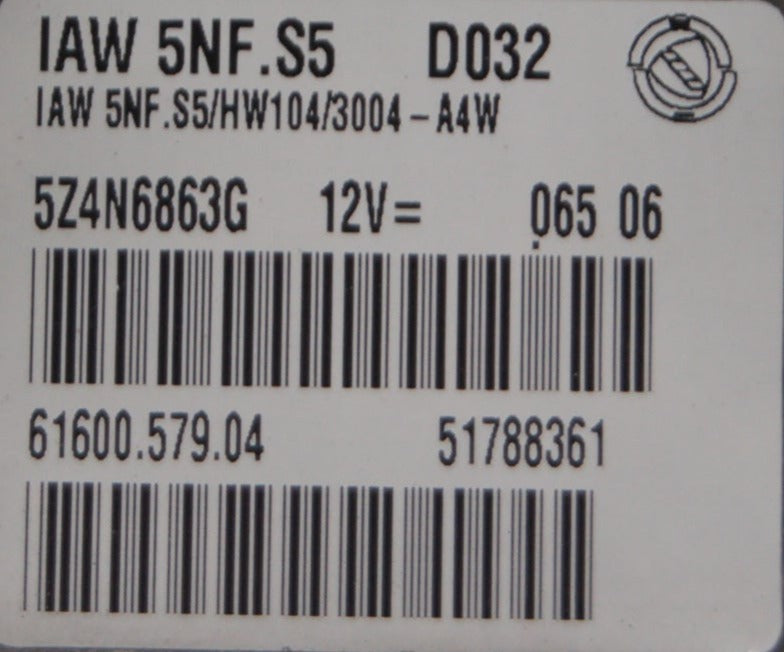 IAW 5NF.S5 D032
IAW 5NF.S5/HW104/3004-A4W
5Z4N6863G 12V= 065 06
61600.579.04 51788361